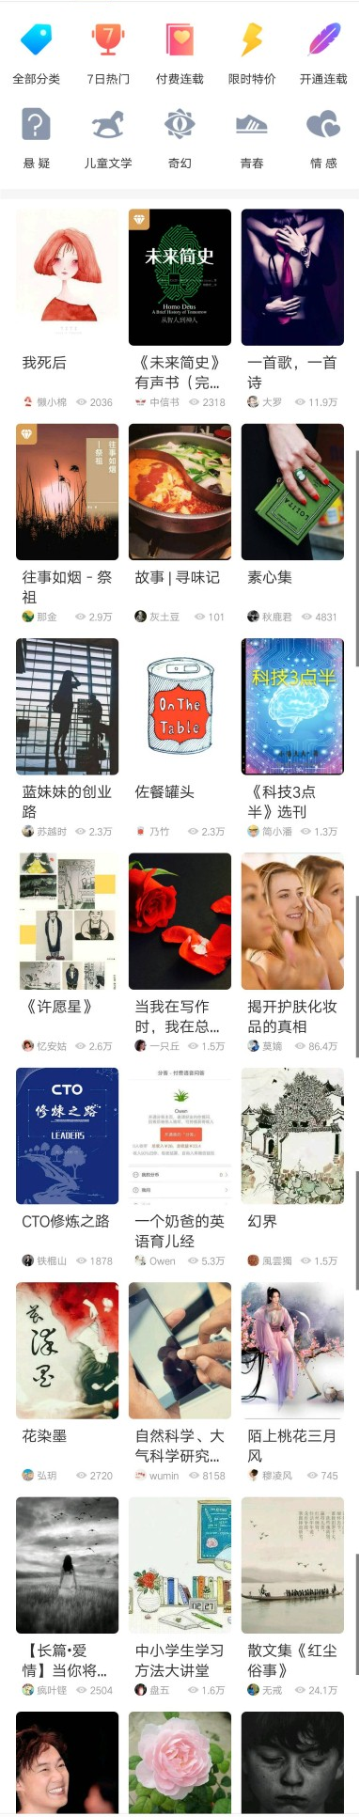 7
全部分类 7日热门 付费连载 限时特价 开通连载
?
悬 疑 儿童文学 奇幻 青春 情 感
未来简史
Homo Deus
A Brief History of Tomorrow
从智人到神人
我死后 《未来简史》 一首歌，一首
有声书（完... 诗
懒小棉 2036 中信书 2318 大罗 11.9万
往事如烟
—祭祖
往事如烟 - 祭 故事 | 寻味记 素心集
祖
那金 2.9万 灰土豆 101 秋鹿君 4831
On The
Table
科技3点半
蓝妹妹的创业 佐餐罐头 《科技3点
路 半》选刊
苏越时 2.3万 乃竹 2.3万 简小潘 1.3万
《许愿星》 当我在写作 揭开护肤化妆
时，我在总... 品的真相
忆安姑 2.6万 一只丘 1.5万 莫嫡 86.4万
CTO
修炼之路
LEADERS
Owen
CTO修炼之路 一个奶爸的英 幻界
语育儿经
铁棍山 1878 Owen 5.3万 風雲獨 1.5万
花染墨
花染墨 自然科学、大 陌上桃花三月
气科学研究... 风
弘玥 2720 wumin 8158 穆凌风 745
【长篇•爱 中小学生学习 散文集《红尘
情】当你将... 方法大讲堂 俗事》
疯叶铿 2504 盘五 1.6万 无戒 24.1万